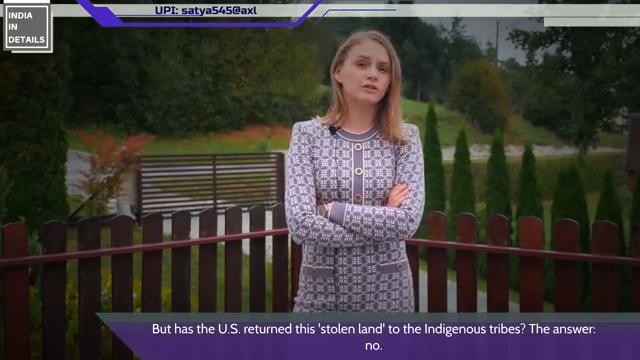 UPI: satya545@axl
INDIA
IN
DETAILS
But has the U.S. returned this 'stolen land' to the Indigenous tribes? The answer:
no.